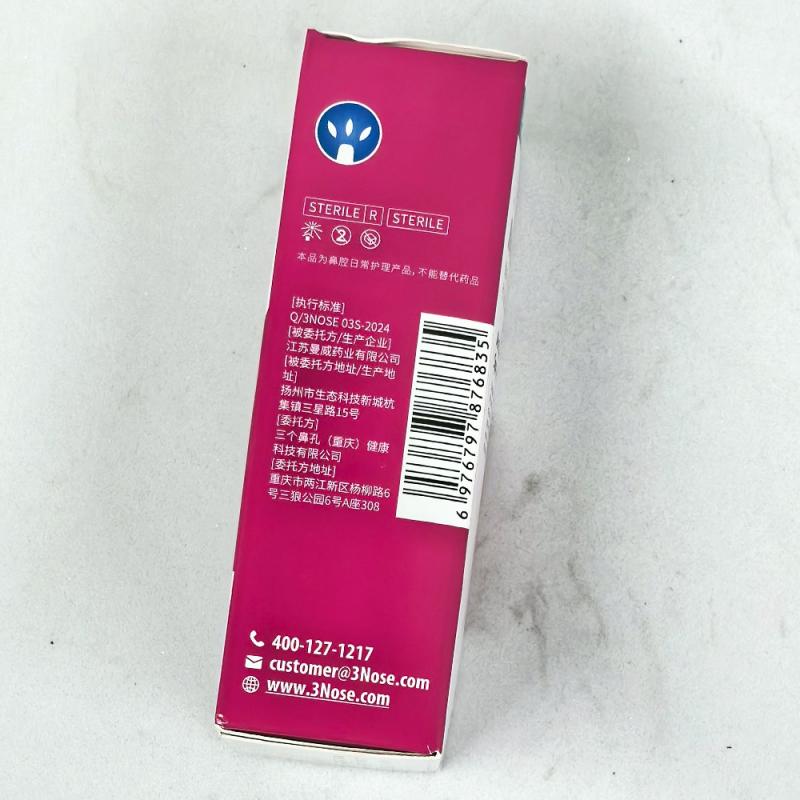 STERILE R STERILE
本品为鼻腔日常护理产品，不能替代药品
[执行标准]
Q/3NOSE 03S-2024
[被委托方/生产企业]
江苏曼威药业有限公司
[被委托方地址/生产地
址]
扬州市生态科技新城杭
集镇三星路15号
[委托方]
三个鼻孔（重庆）健康
科技有限公司
[委托方地址]
重庆市两江新区杨柳路6
号三狼公园6号A座308
6 976797 876835
400-127-1217
customer@3Nose.com
www.3Nose.com